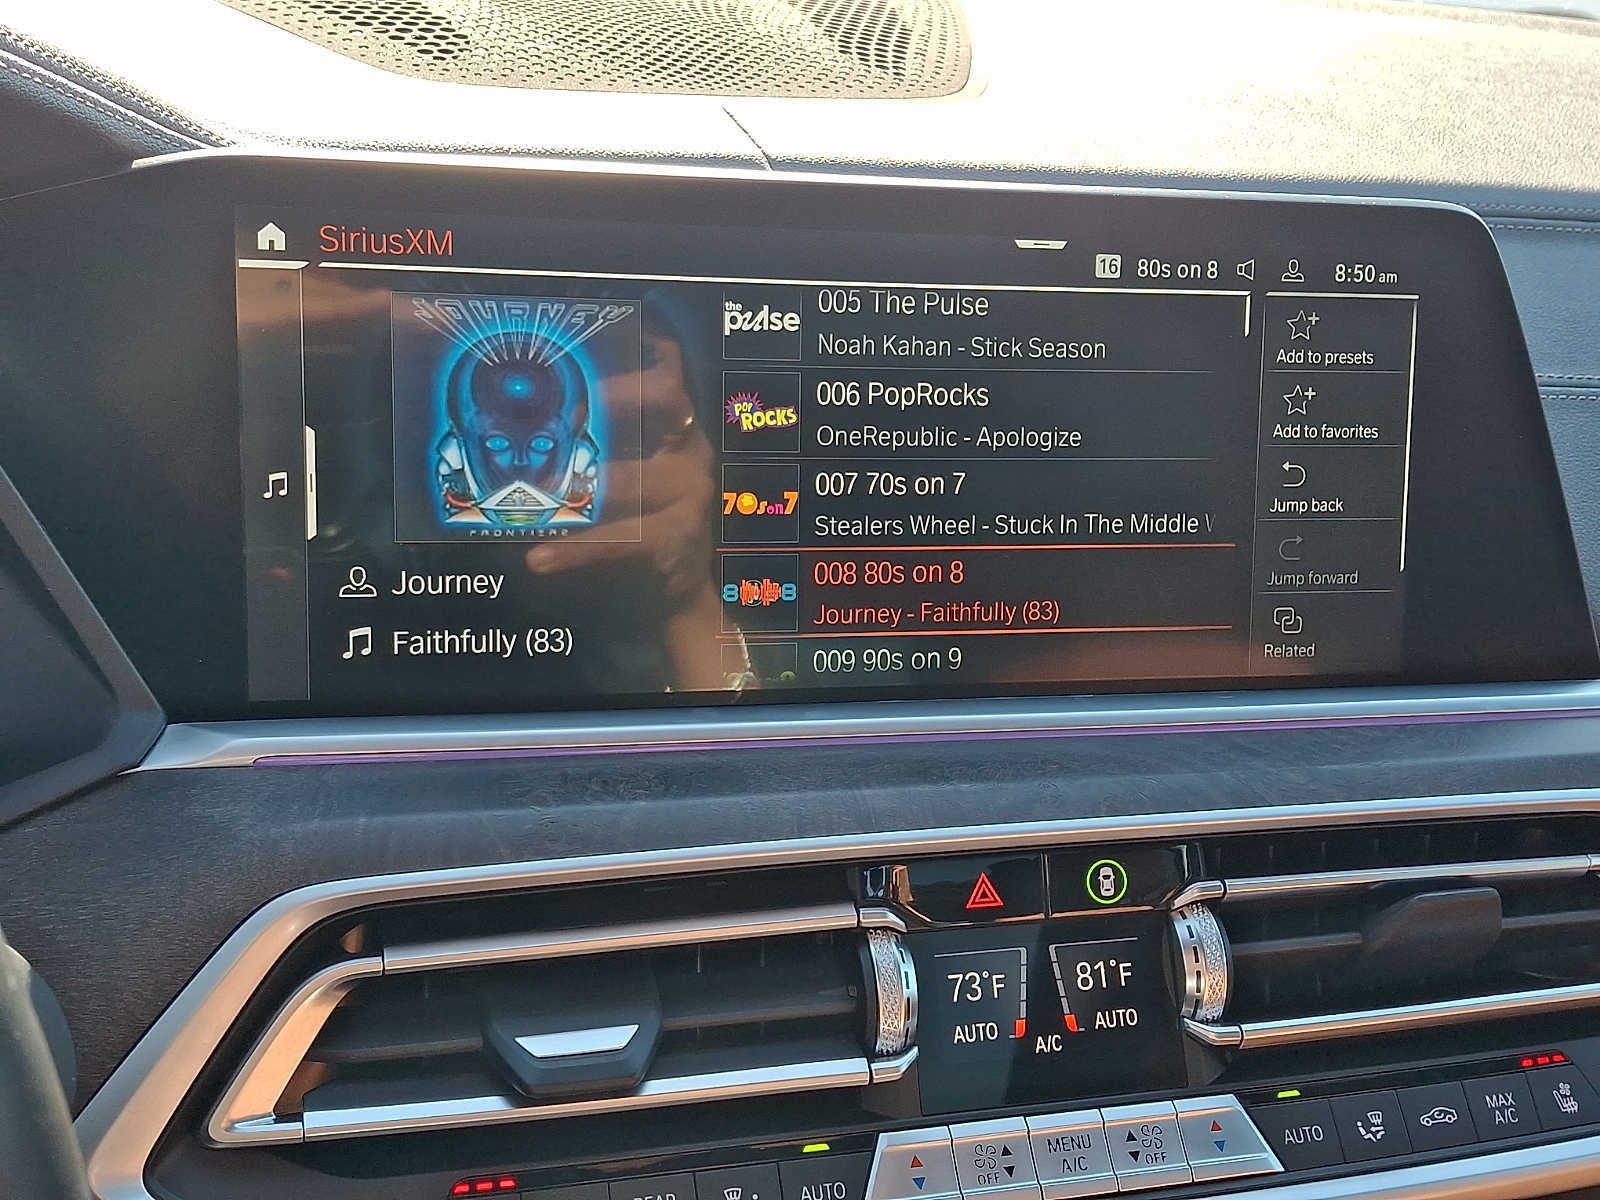 SiriusXM
16 80s on 8
8:50 am
JOURNEY
FRONTIERS
Journey
Faithfully (83)
the
pulse
005 The Pulse
Noah Kahan - Stick Season
POP
ROCKS
006 PopRocks
OneRepublic - Apologize
70s on 7
007 70s on 7
Stealers Wheel - Stuck In The Middle
8 8
008 80s on 8
Journey - Faithfully (83)
009 90s on 9
Add to presets
Add to favorites
Jump back
Jump forward
Related
73°F
AUTO
A/C
81°F
AUTO
AUTO
OFF
MENU
A/C
OFF
AUTO
MAX
A/C